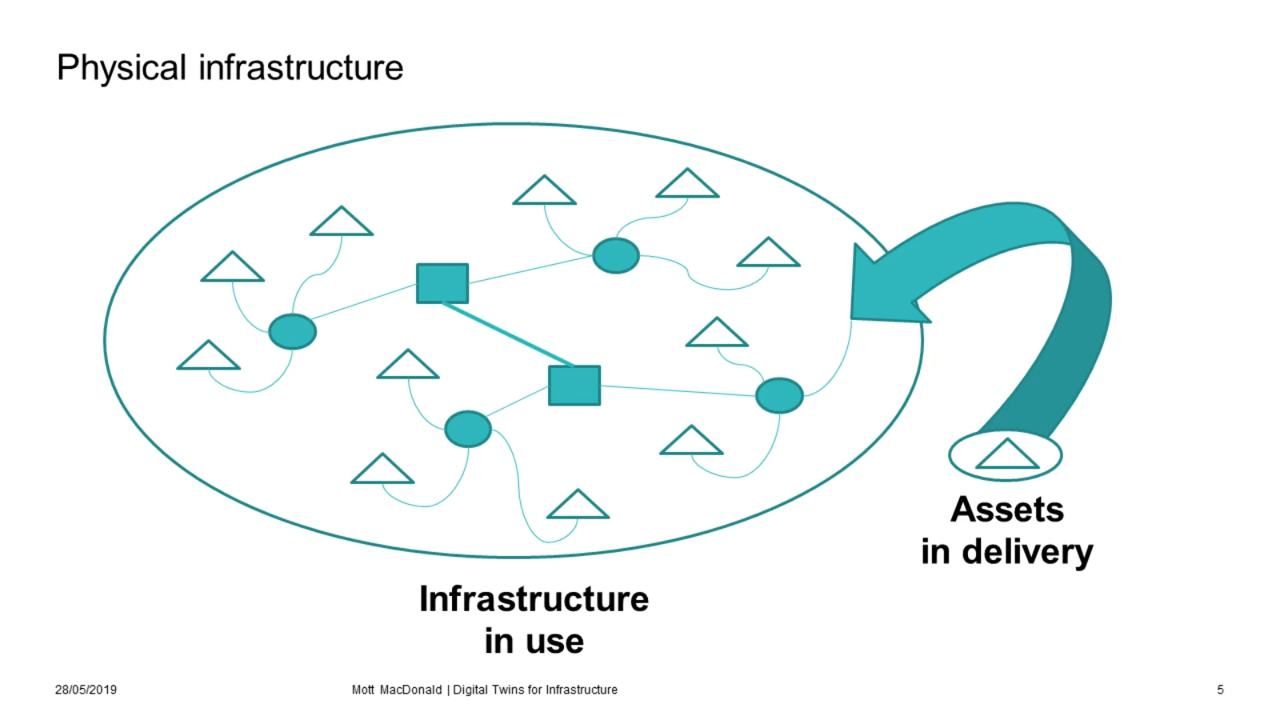 Physical infrastructure
Assets
in delivery
Infrastructure
in use
28/05/2019
Mott MacDonald | Digital Twins for Infrastructure
5